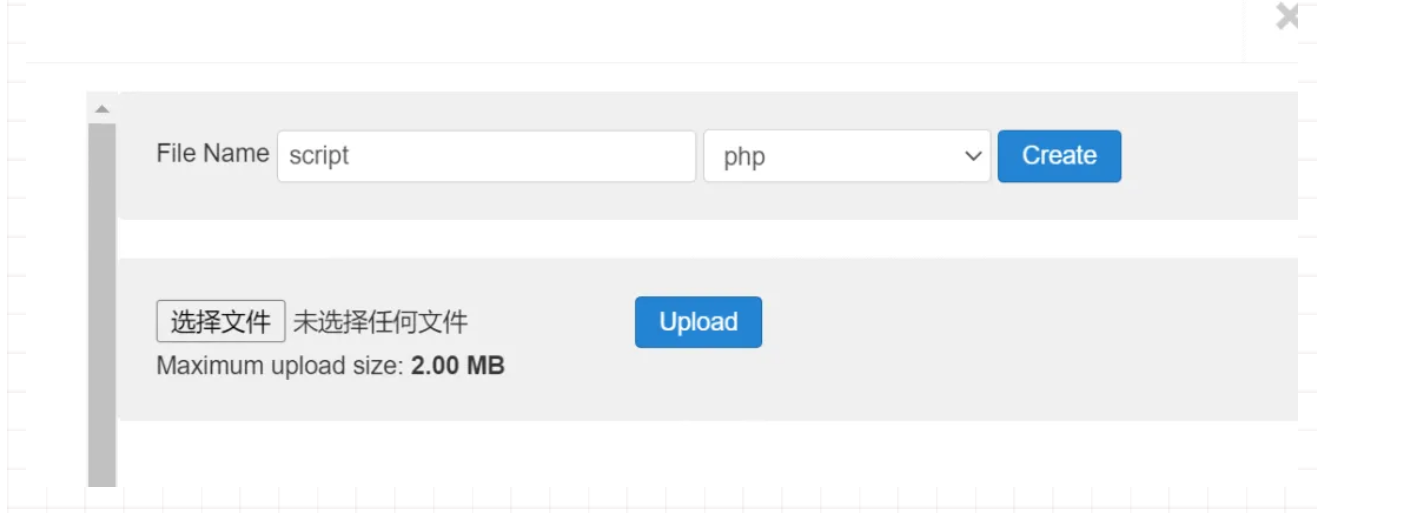 File Name script php Create
选择文件 未选择任何文件 Upload
Maximum upload size: 2.00 MB